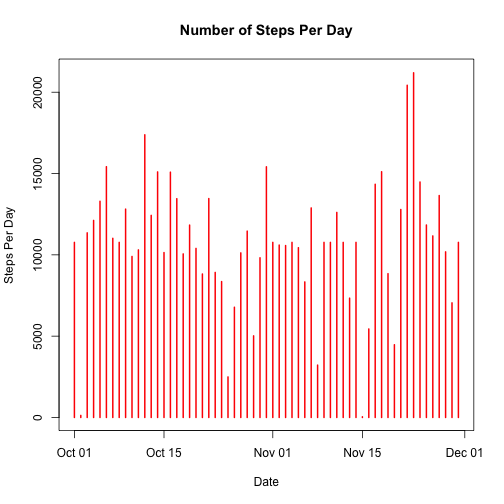 Number of Steps Per Day
Steps Per Day
20000
15000
10000
5000
0
Oct 01 Oct 15 Nov 01 Nov 15 Dec 01
Date